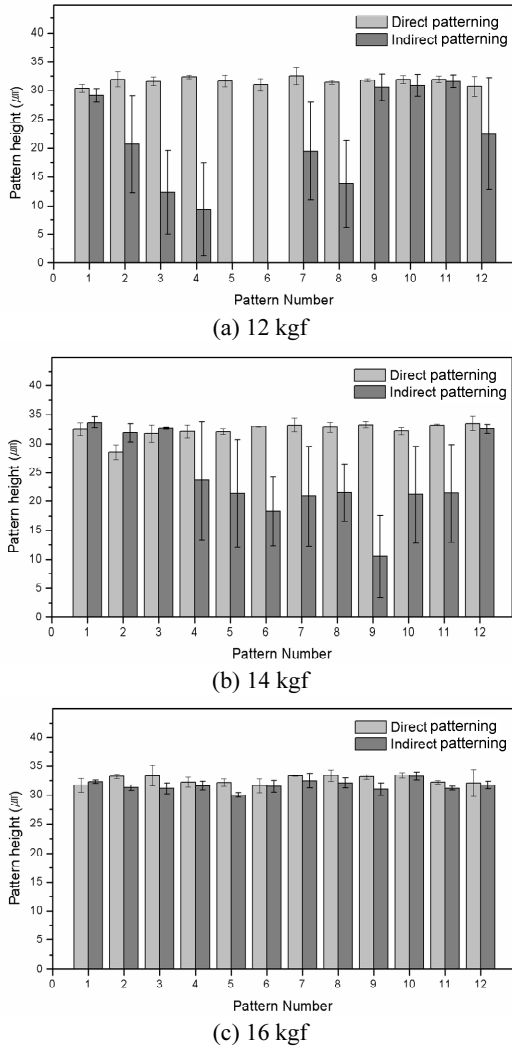 45
40
35
30
25
20
15
10
5
0
Pattern height (㎛)
Direct patterning
Indirect patterning
0 1 2 3 4 5 6 7 8 9 10 11 12
Pattern Number
(a) 12 kgf
45
40
35
30
25
20
15
10
5
0
Pattern height (㎛)
Direct patterning
Indirect patterning
0 1 2 3 4 5 6 7 8 9 10 11 12
Pattern Number
(b) 14 kgf
45
40
35
30
25
20
15
10
5
0
Pattern height (㎛)
Direct patterning
Indirect patterning
0 1 2 3 4 5 6 7 8 9 10 11 12
Pattern Number
(c) 16 kgf